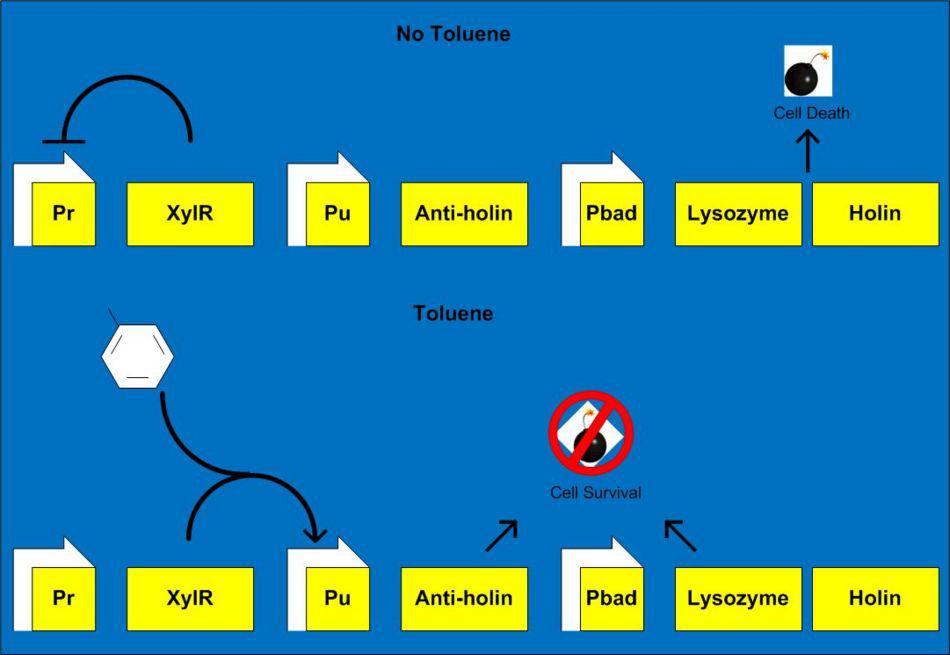 No Toluene
Cell Death
Pr XylR Pu Anti-holin Pbad Lysozyme Holin
Toluene
Cell Survival
Pr XylR Pu Anti-holin Pbad Lysozyme Holin